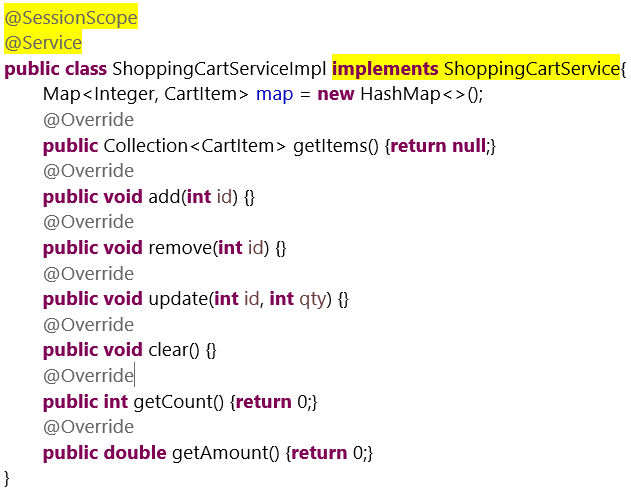 @SessionScope
@Service
public class ShoppingCartServiceImpl implements ShoppingCartService{
Map<Integer, CartItem> map = new HashMap<>();
@Override
public Collection<CartItem> getItems() {return null;}
@Override
public void add(int id) {}
@Override
public void remove(int id) {}
@Override
public void update(int id, int qty) {}
@Override
public void clear() {}
@Override
public int getCount() {return 0;}
@Override
public double getAmount() {return 0;}
}